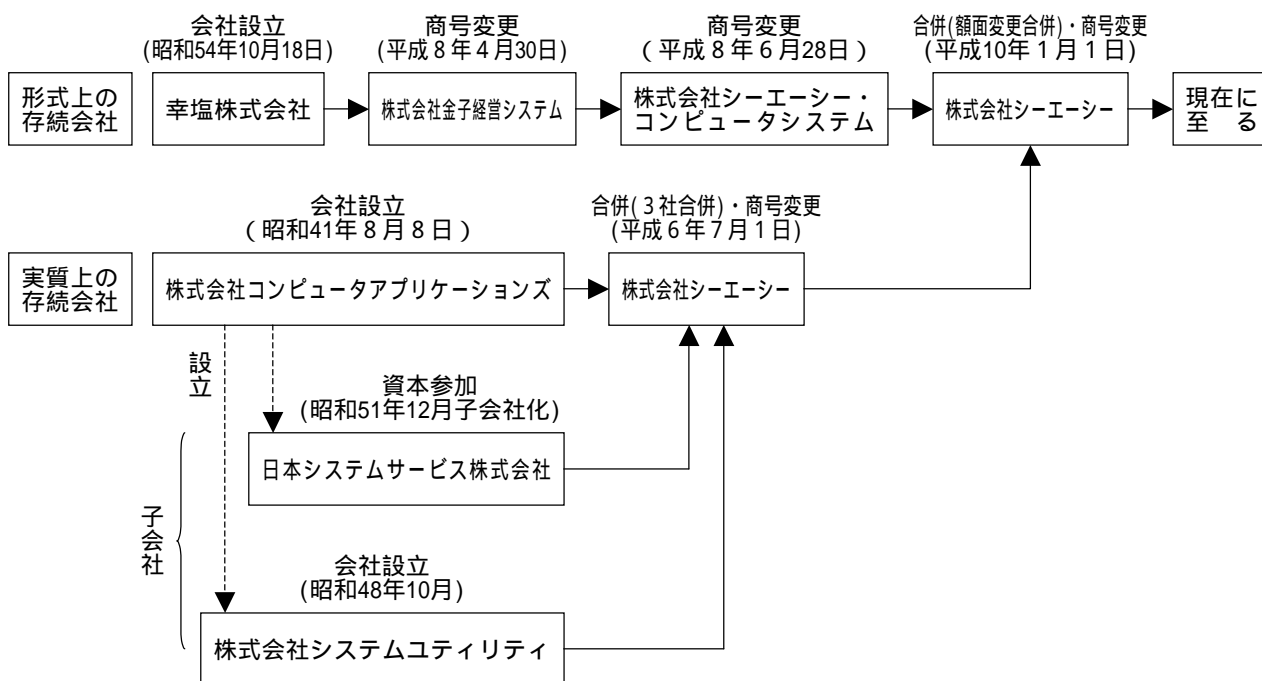 会社設立
(昭和54年10月18日)
商号変更
(平成８年４月30日)
商号変更
（平成８年６月28日）
合併(額面変更合併)・商号変更
(平成10年１月１日)
形式上の
存続会社
幸塩株式会社
株式会社金子経営システム
株式会社シーエーシー・
コンピュータシステム
株式会社シーエーシー
現在に
至る
会社設立
（昭和41年８月８日）
合併(３社合併)・商号変更
(平成６年７月１日)
実質上の
存続会社
株式会社コンピュータアプリケーションズ
株式会社シーエーシー
設立
資本参加
(昭和51年12月子会社化)
日本システムサービス株式会社
子会社
会社設立
(昭和48年10月)
株式会社システムユティリティ